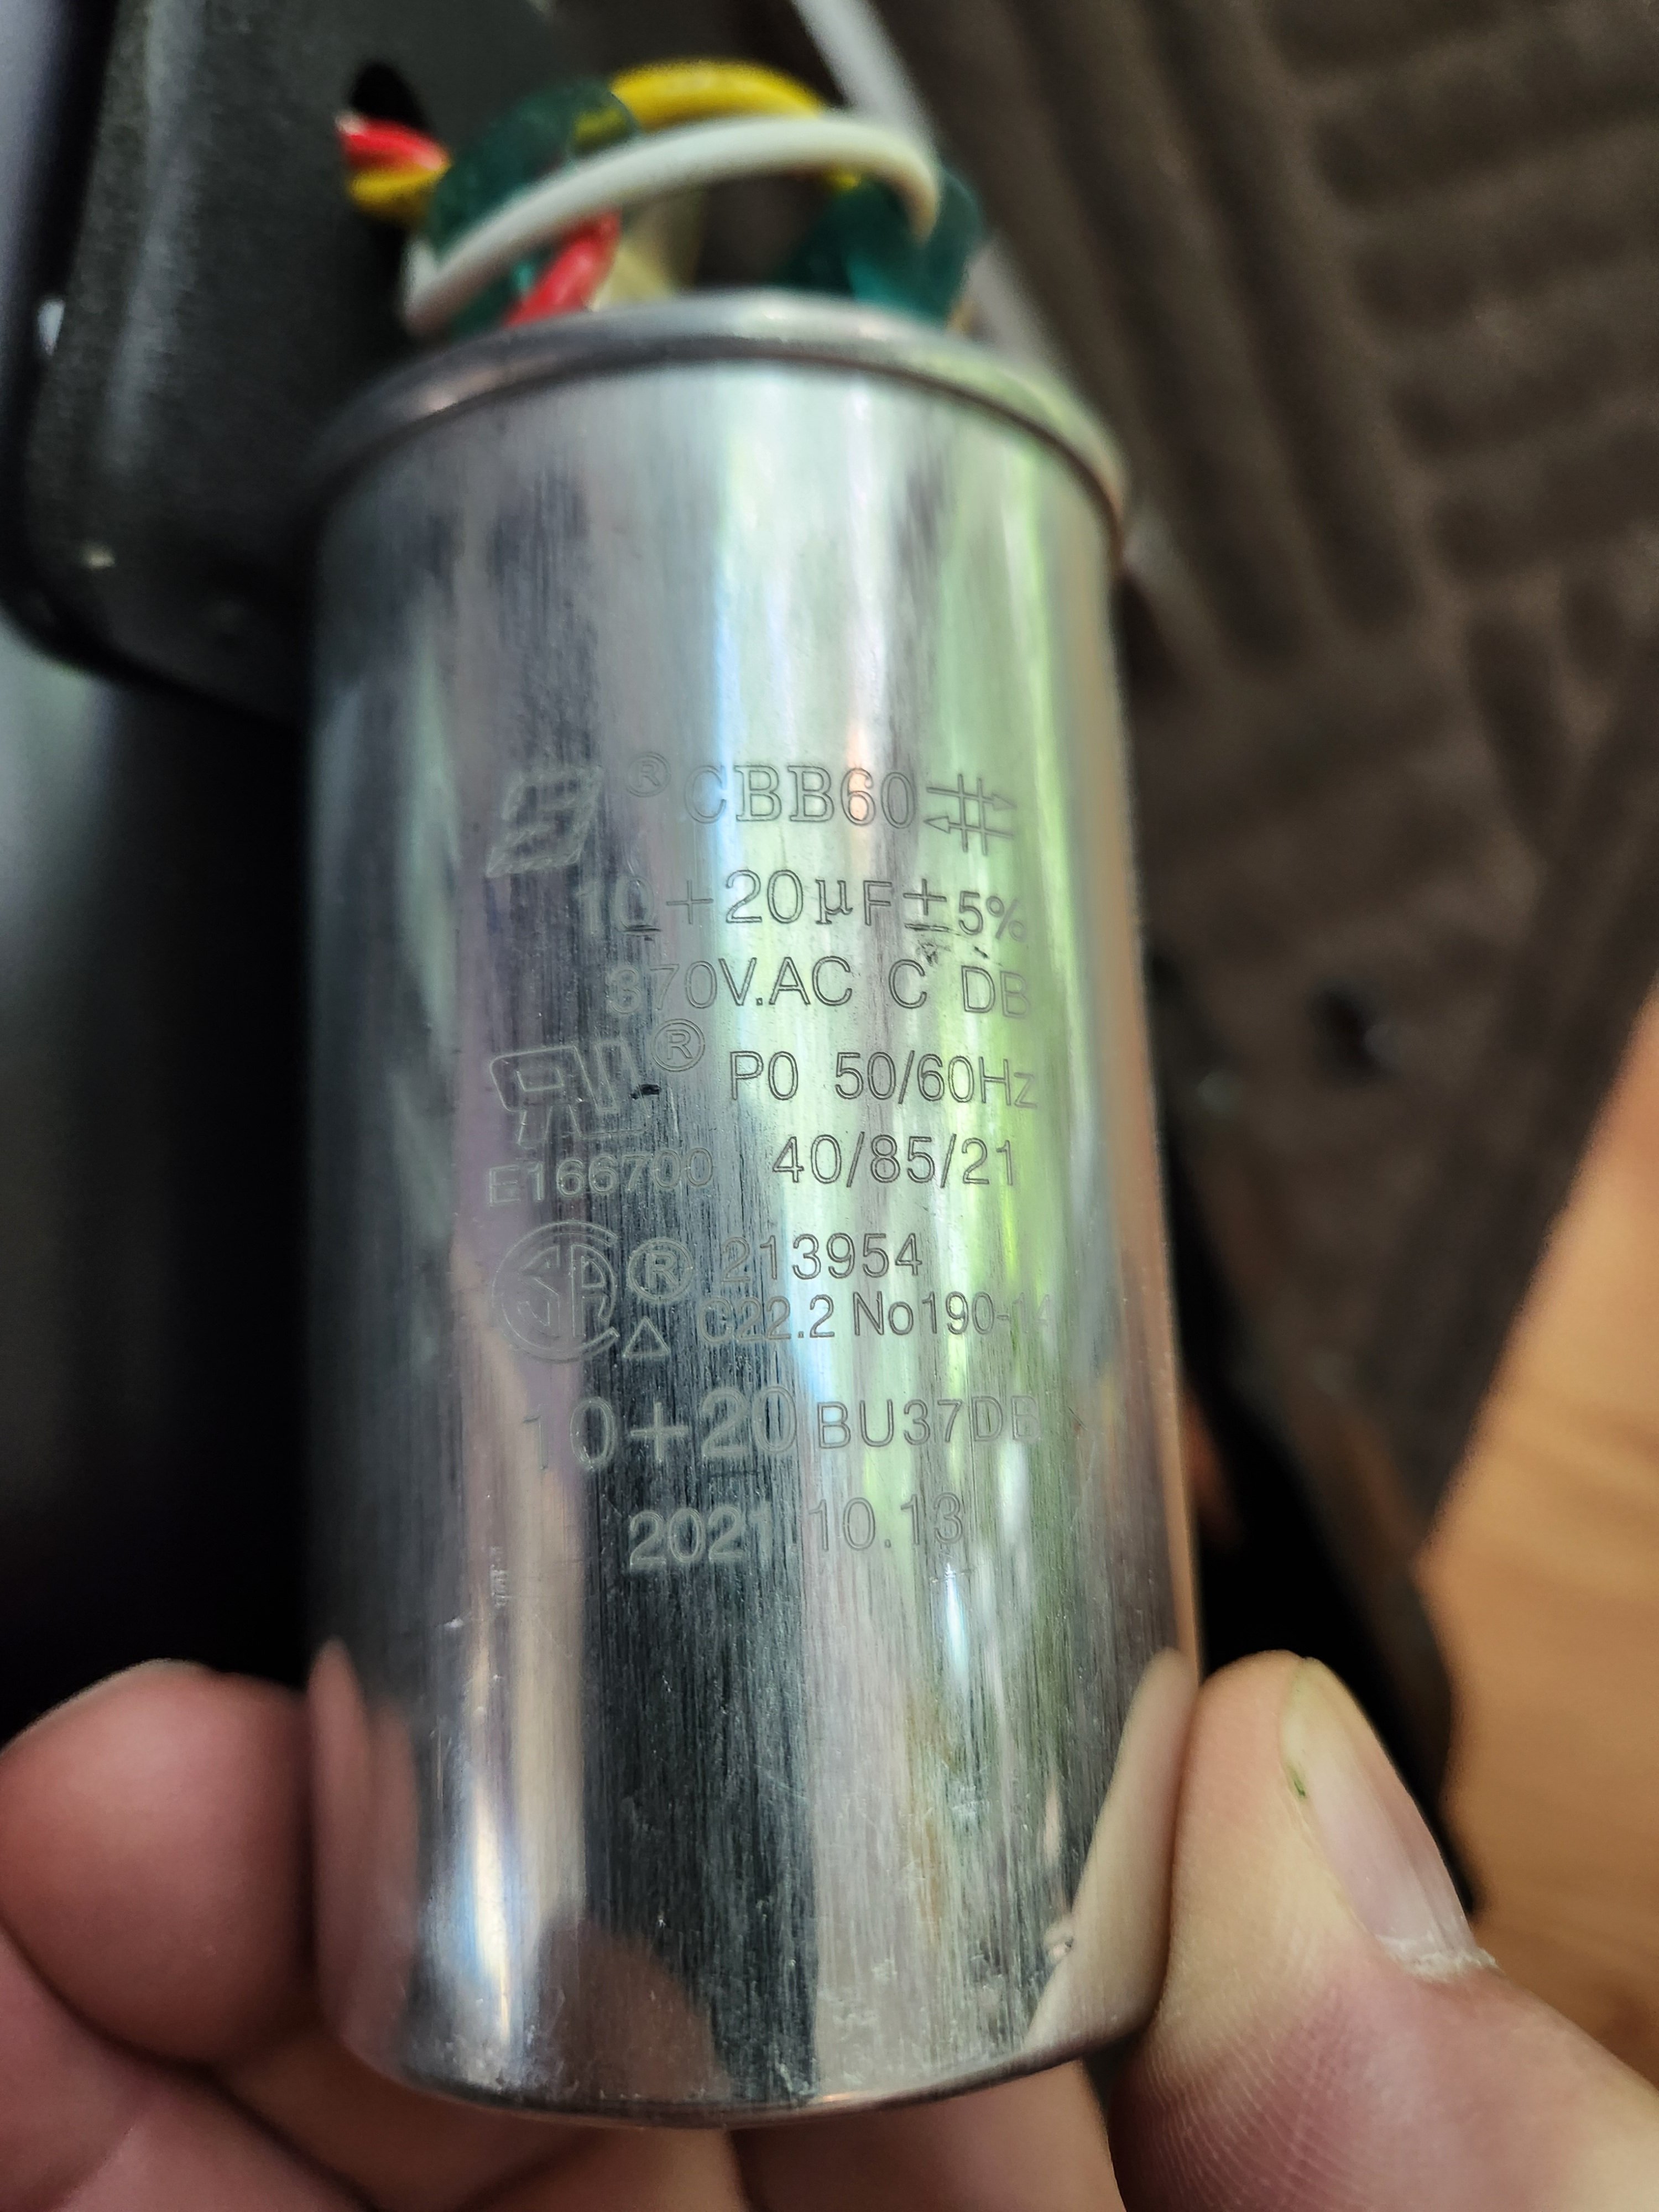 ® CBB60
10+20μF±5%
370V.AC C DB
® P0 50/60Hz
E166700 40/85/21
® 213954
C22.2 No190-14
10+20 BU37DB
2021 10.13